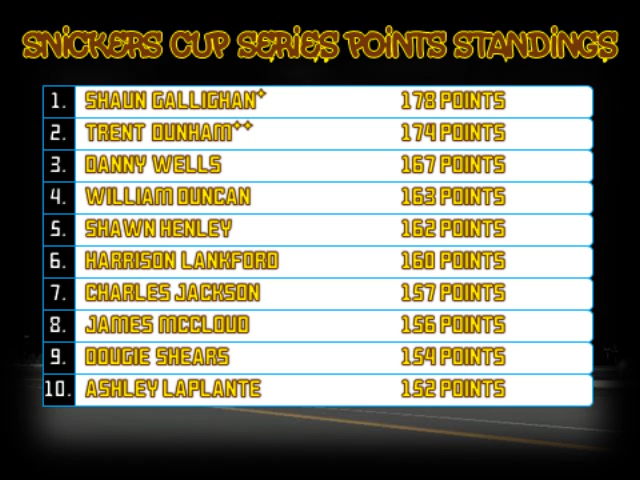 SNICKERS CUP SERIES POINTS STANDINGS
1. SHAUN GALLIGHAN* 178 POINTS
2. TRENT DUNHAM** 174 POINTS
3. DANNY WELLS 167 POINTS
4. WILLIAM DUNCAN 163 POINTS
5. SHAWN HENLEY 162 POINTS
6. HARRISON LANKFORD 160 POINTS
7. CHARLES JACKSON 157 POINTS
8. JAMES MCCLOUD 156 POINTS
9. DOUGIE SHEARS 154 POINTS
10. ASHLEY LAPLANTE 152 POINTS